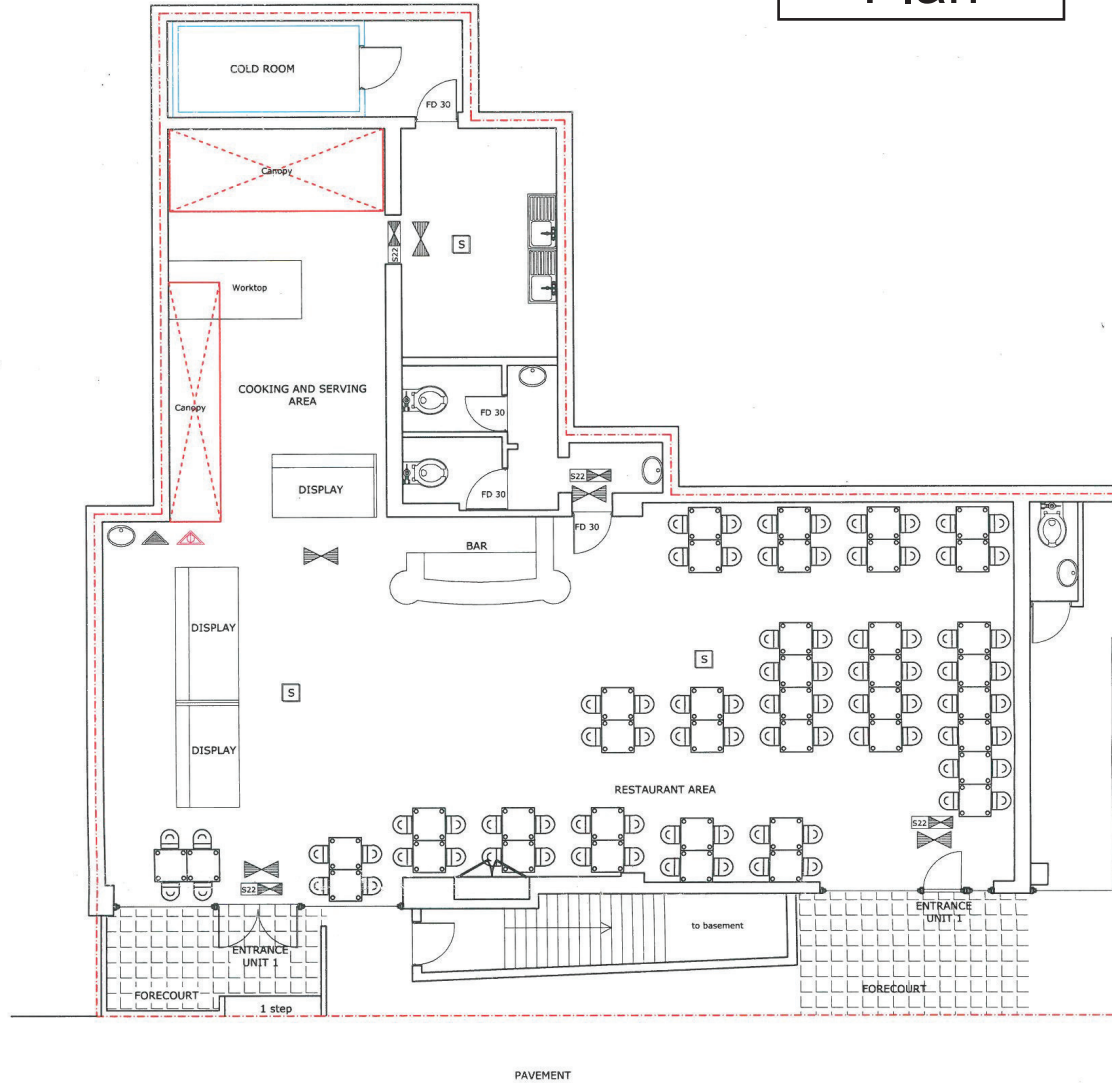 Plan
COLD ROOM
FD 30
Canopy
S22
S
Worktop
COOKING AND SERVING
AREA
Canopy
FD 30
DISPLAY
S22
FD 30
FD 30
BAR
DISPLAY
S
S
DISPLAY
RESTAURANT AREA
S22
S22
ENTRANCE
UNIT 1
to basement
ENTRANCE
UNIT 1
FORECOURT
FORECOURT
1 step
PAVEMENT